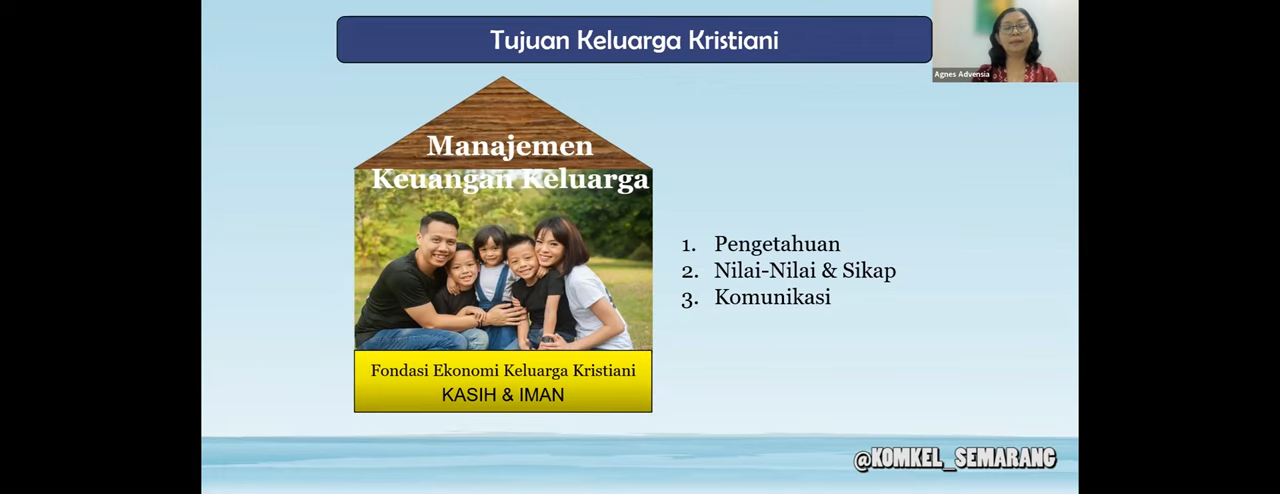 Tujuan Keluarga Kristiani
Agnes Advensia
Manajemen
Keuangan Keluarga
1. Pengetahuan
2. Nilai-Nilai & Sikap
3. Komunikasi
Fondasi Ekonomi Keluarga Kristiani
KASIH & IMAN
@KOMKEL_SEMARANG